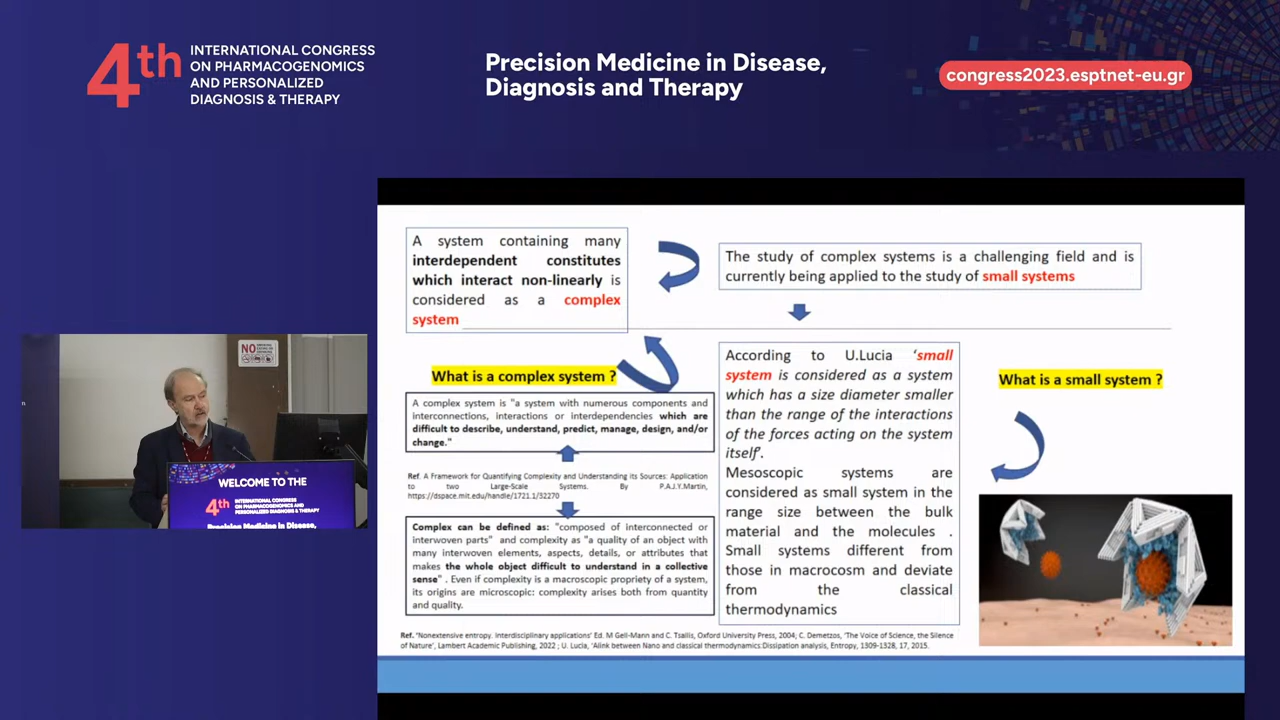 4th
INTERNATIONAL CONGRESS
ON PHARMACOGENOMICS
AND PERSONALIZED
DIAGNOSIS & THERAPY
Precision Medicine in Disease,
Diagnosis and Therapy
congress2023.esptnet-eu.gr
A system containing many
interdependent constitutes
which interact non-linearly is
considered as a complex
system
The study of complex systems is a challenging field and is
currently being applied to the study of small systems
What is a complex system ?
A complex system is "a system with numerous components and
interconnections, interactions or interdependencies which are
difficult to describe, understand, predict, manage, design, and/or
change."
Ref. A Framework for Quantifying Complexity and Understanding its Sources: Application
to two Large-Scale Systems. By P.A.J.Y.Martin,
https://dspace.mit.edu/handle/1721.1/32270
Complex can be defined as: "composed of interconnected or
interwoven parts" and complexity as "a quality of an object with
many interwoven elements, aspects, details, or attributes that
makes the whole object difficult to understand in a collective
sense" . Even if complexity is a macroscopic propriety of a system,
its origins are microscopic: complexity arises both from quantity
and quality.
According to U.Lucia 'small
system is considered as a system
which has a size diameter smaller
than the range of the interactions
of the forces acting on the system
itself'.
Mesoscopic systems are
considered as small system in the
range size between the bulk
material and the molecules .
Small systems different from
those in macrocosm and deviate
from the classical
thermodynamics
What is a small system ?
Ref. 'Nonextensive entropy. Interdisciplinary applications' Ed. M Gell-Mann and C. Tsallis, Oxford University Press, 2004; C. Demetzos, 'The Voice of Science, the Silence
of Nature', Lambert Academic Publishing, 2022 ; U. Lucia, 'Alink between Nano and classical thermodynamics:Dissipation analysis, Entropy, 1309-1328, 17, 2015.
NO
WELCOME TO THE
4th
INTERNATIONAL CONGRESS
ON PHARMACOGENOMICS AND
PERSONALIZED DIAGNOSIS & THERAPY
Precision Medicine in Disease,